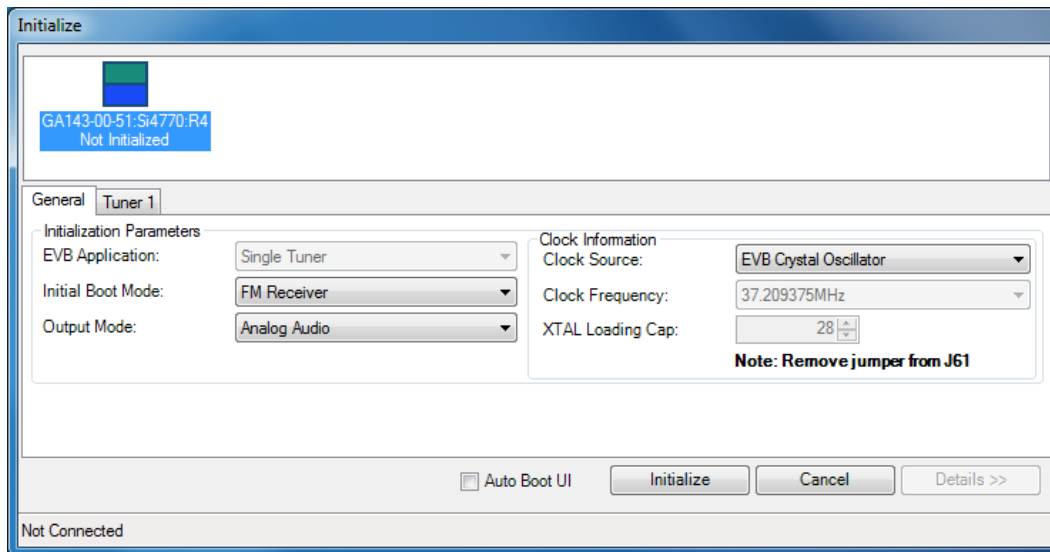 Initialize
GA143-00-51:Si4770:R4
Not Initialized
General Tuner 1
Initialization Parameters
EVB Application: Single Tuner
Initial Boot Mode: FM Receiver
Output Mode: Analog Audio
Clock Information
Clock Source: EVB Crystal Oscillator
Clock Frequency: 37.209375MHz
XTAL Loading Cap: 28
Note: Remove jumper from J61
Auto Boot UI Initialize Cancel Details >>
Not Connected